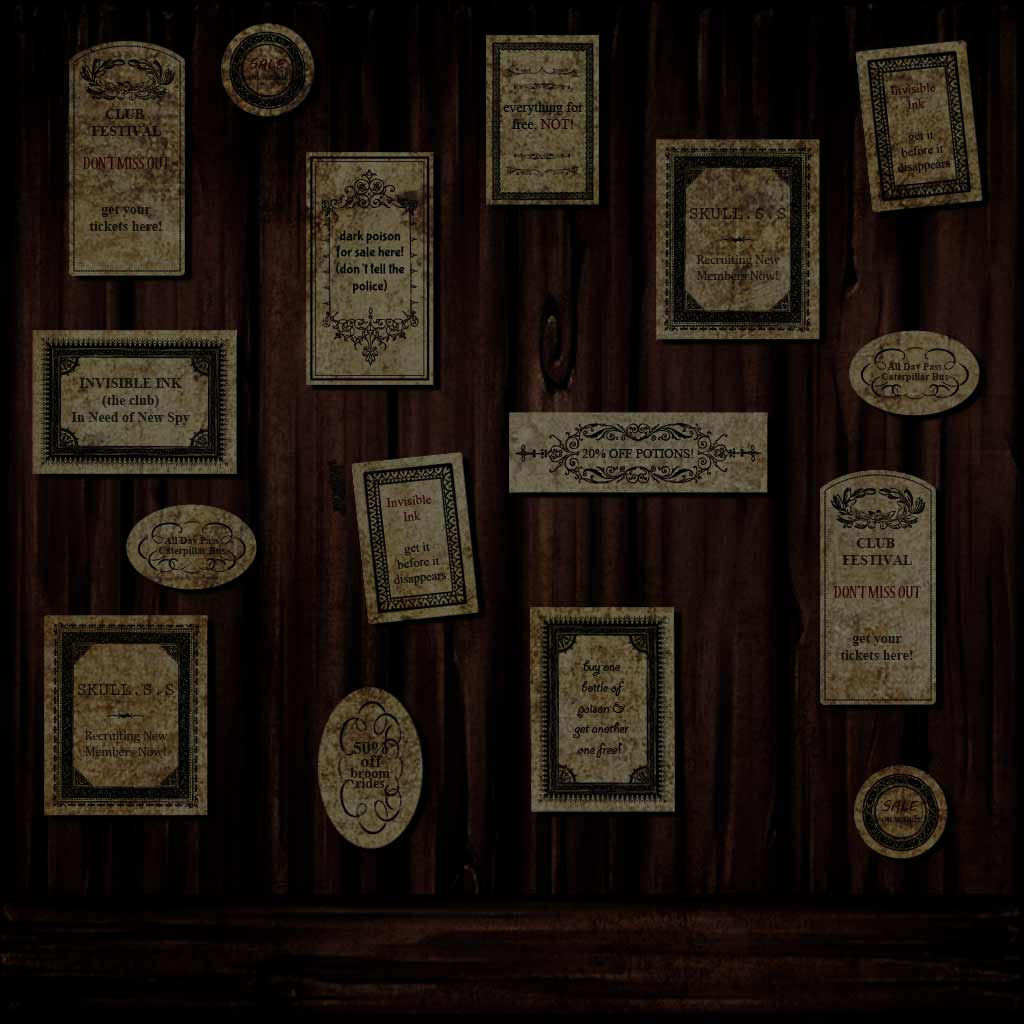 CLUB
FESTIVAL
DON'T MISS OUT
get your
tickets here!
SALE
everything for
free, NOT!
Invisible
Ink
get it
before it
disappears
dark poison
for sale here!
(don't tell the
police)
SKULL.S.S
Recruiting New
Members Now!
INVISIBLE INK
(the club)
In Need of New Spy
All Day Pass
Caterpillar Bus
20% OFF POTIONS!
Invisible
Ink
get it
before it
disappears
All Day Pass
Caterpillar Bus
CLUB
FESTIVAL
DON'T MISS OUT
get your
tickets here!
SKULL.S.S
Recruiting New
Members Now!
50%
off
broom
rides
buy one
bottle of
poison &
get another
one free!
SALE